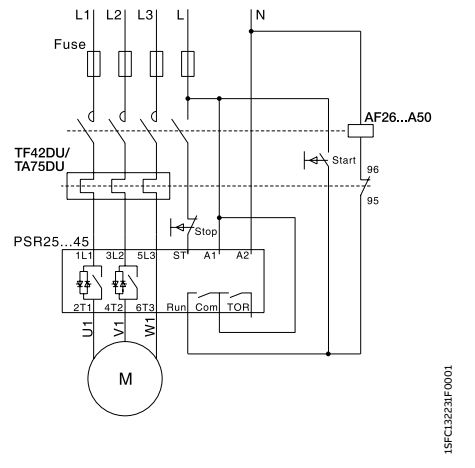 L1 L2 L3 L N
Fuse
AF26...A50
TF42DU/
TA75DU
Start
96
95
Stop
PSR25...45
1L1 3L2 5L3 ST A1 A2
2T1 4T2 6T3 Run Com TOR
U1 V1 W1
M
1SFC132231F0001